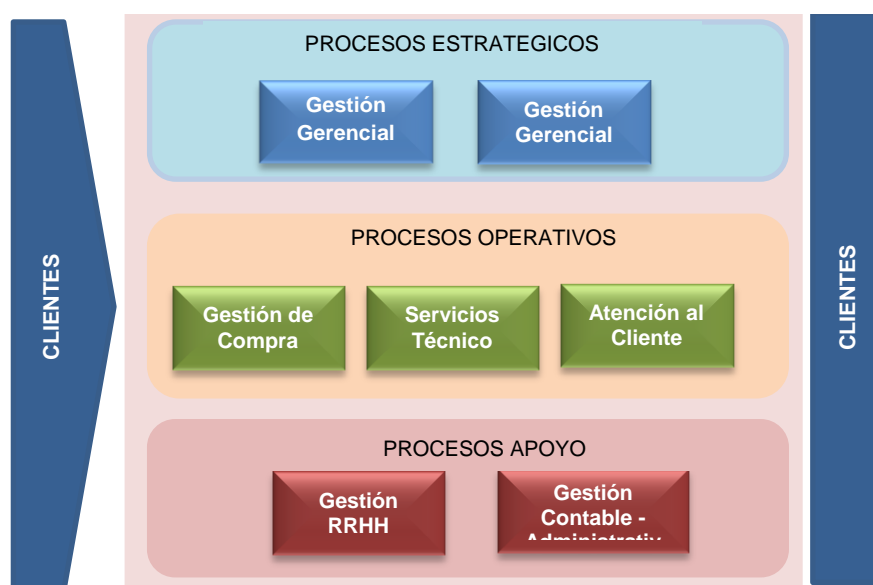 PROCESOS ESTRATEGICOS
Gestión
Gerencial
Gestión
Gerencial
CLIENTES
PROCESOS OPERATIVOS
Gestión de
Compra
Servicios
Técnico
Atención al
Cliente
CLIENTES
PROCESOS APOYO
Gestión
RRHH
Gestión
Contable -
Administrativ